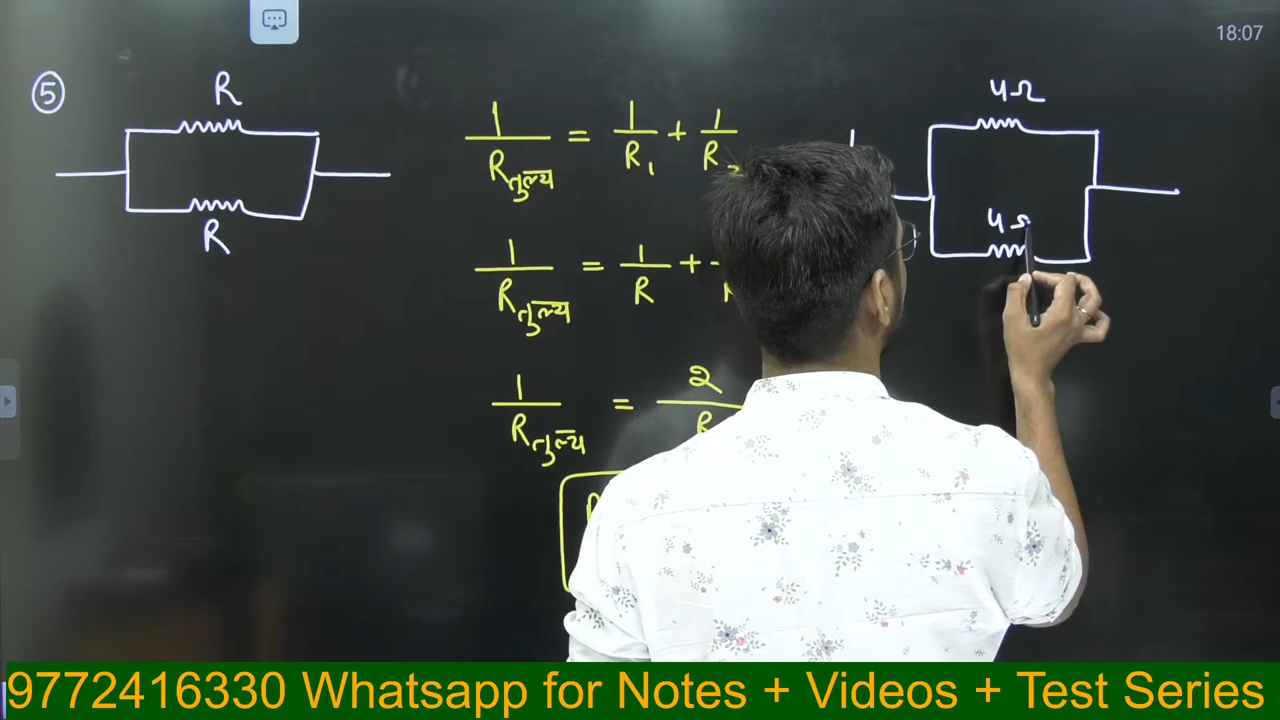 18:07
⑤
R
R
1/R तुल्य = 1/R₁ + 1/R₂
1/R तुल्य = 1/R +
1/R तुल्य = 2/R
4Ω
4Ω
9772416330 Whatsapp for Notes + Videos + Test Series